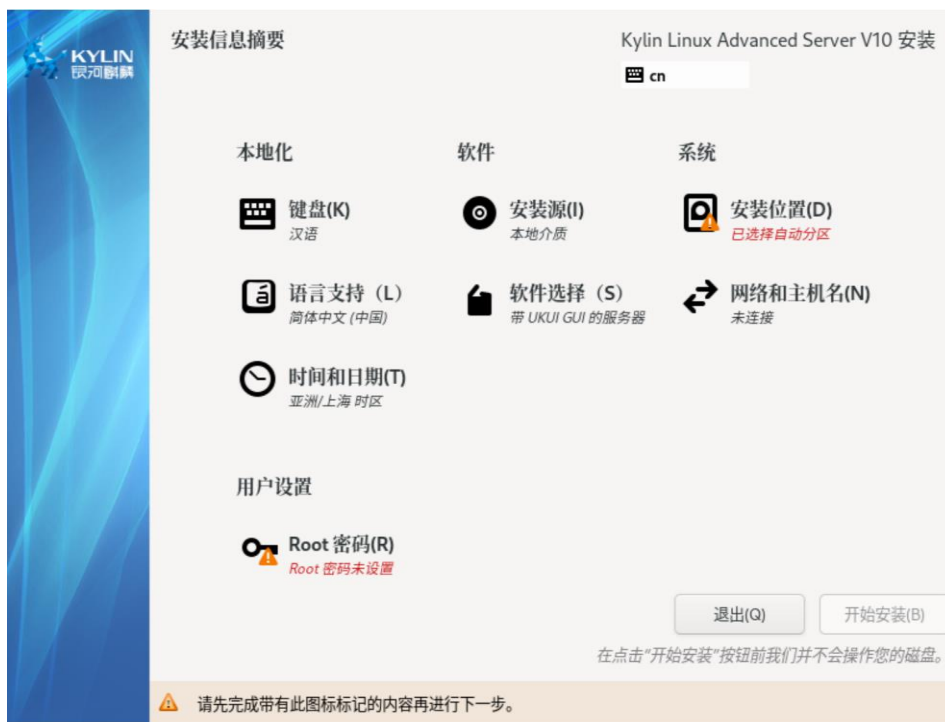 KYLIN
银河麒麟
安装信息摘要
Kylin Linux Advanced Server V10 安装
cn
本地化
软件
系统
键盘(K)
汉语
安装源(I)
本地介质
安装位置(D)
已选择自动分区
语言支持（L）
简体中文 (中国)
软件选择（S）
带 UKUI GUI 的服务器
网络和主机名(N)
未连接
时间和日期(T)
亚洲/上海 时区
用户设置
Root 密码(R)
Root 密码未设置
退出(Q)
开始安装(B)
在点击"开始安装"按钮前我们并不会操作您的磁盘。
请先完成带有此图标标记的内容再进行下一步。